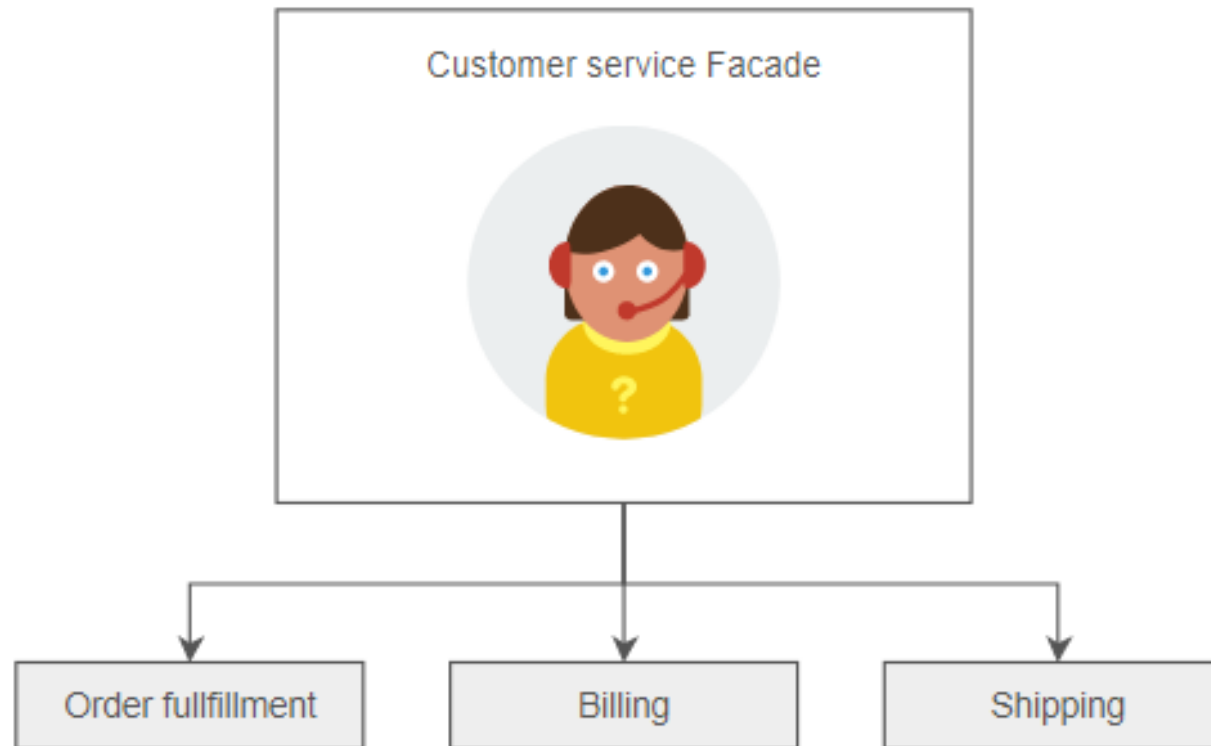 Customer service Facade
?
Order fullfillment
Billing
Shipping